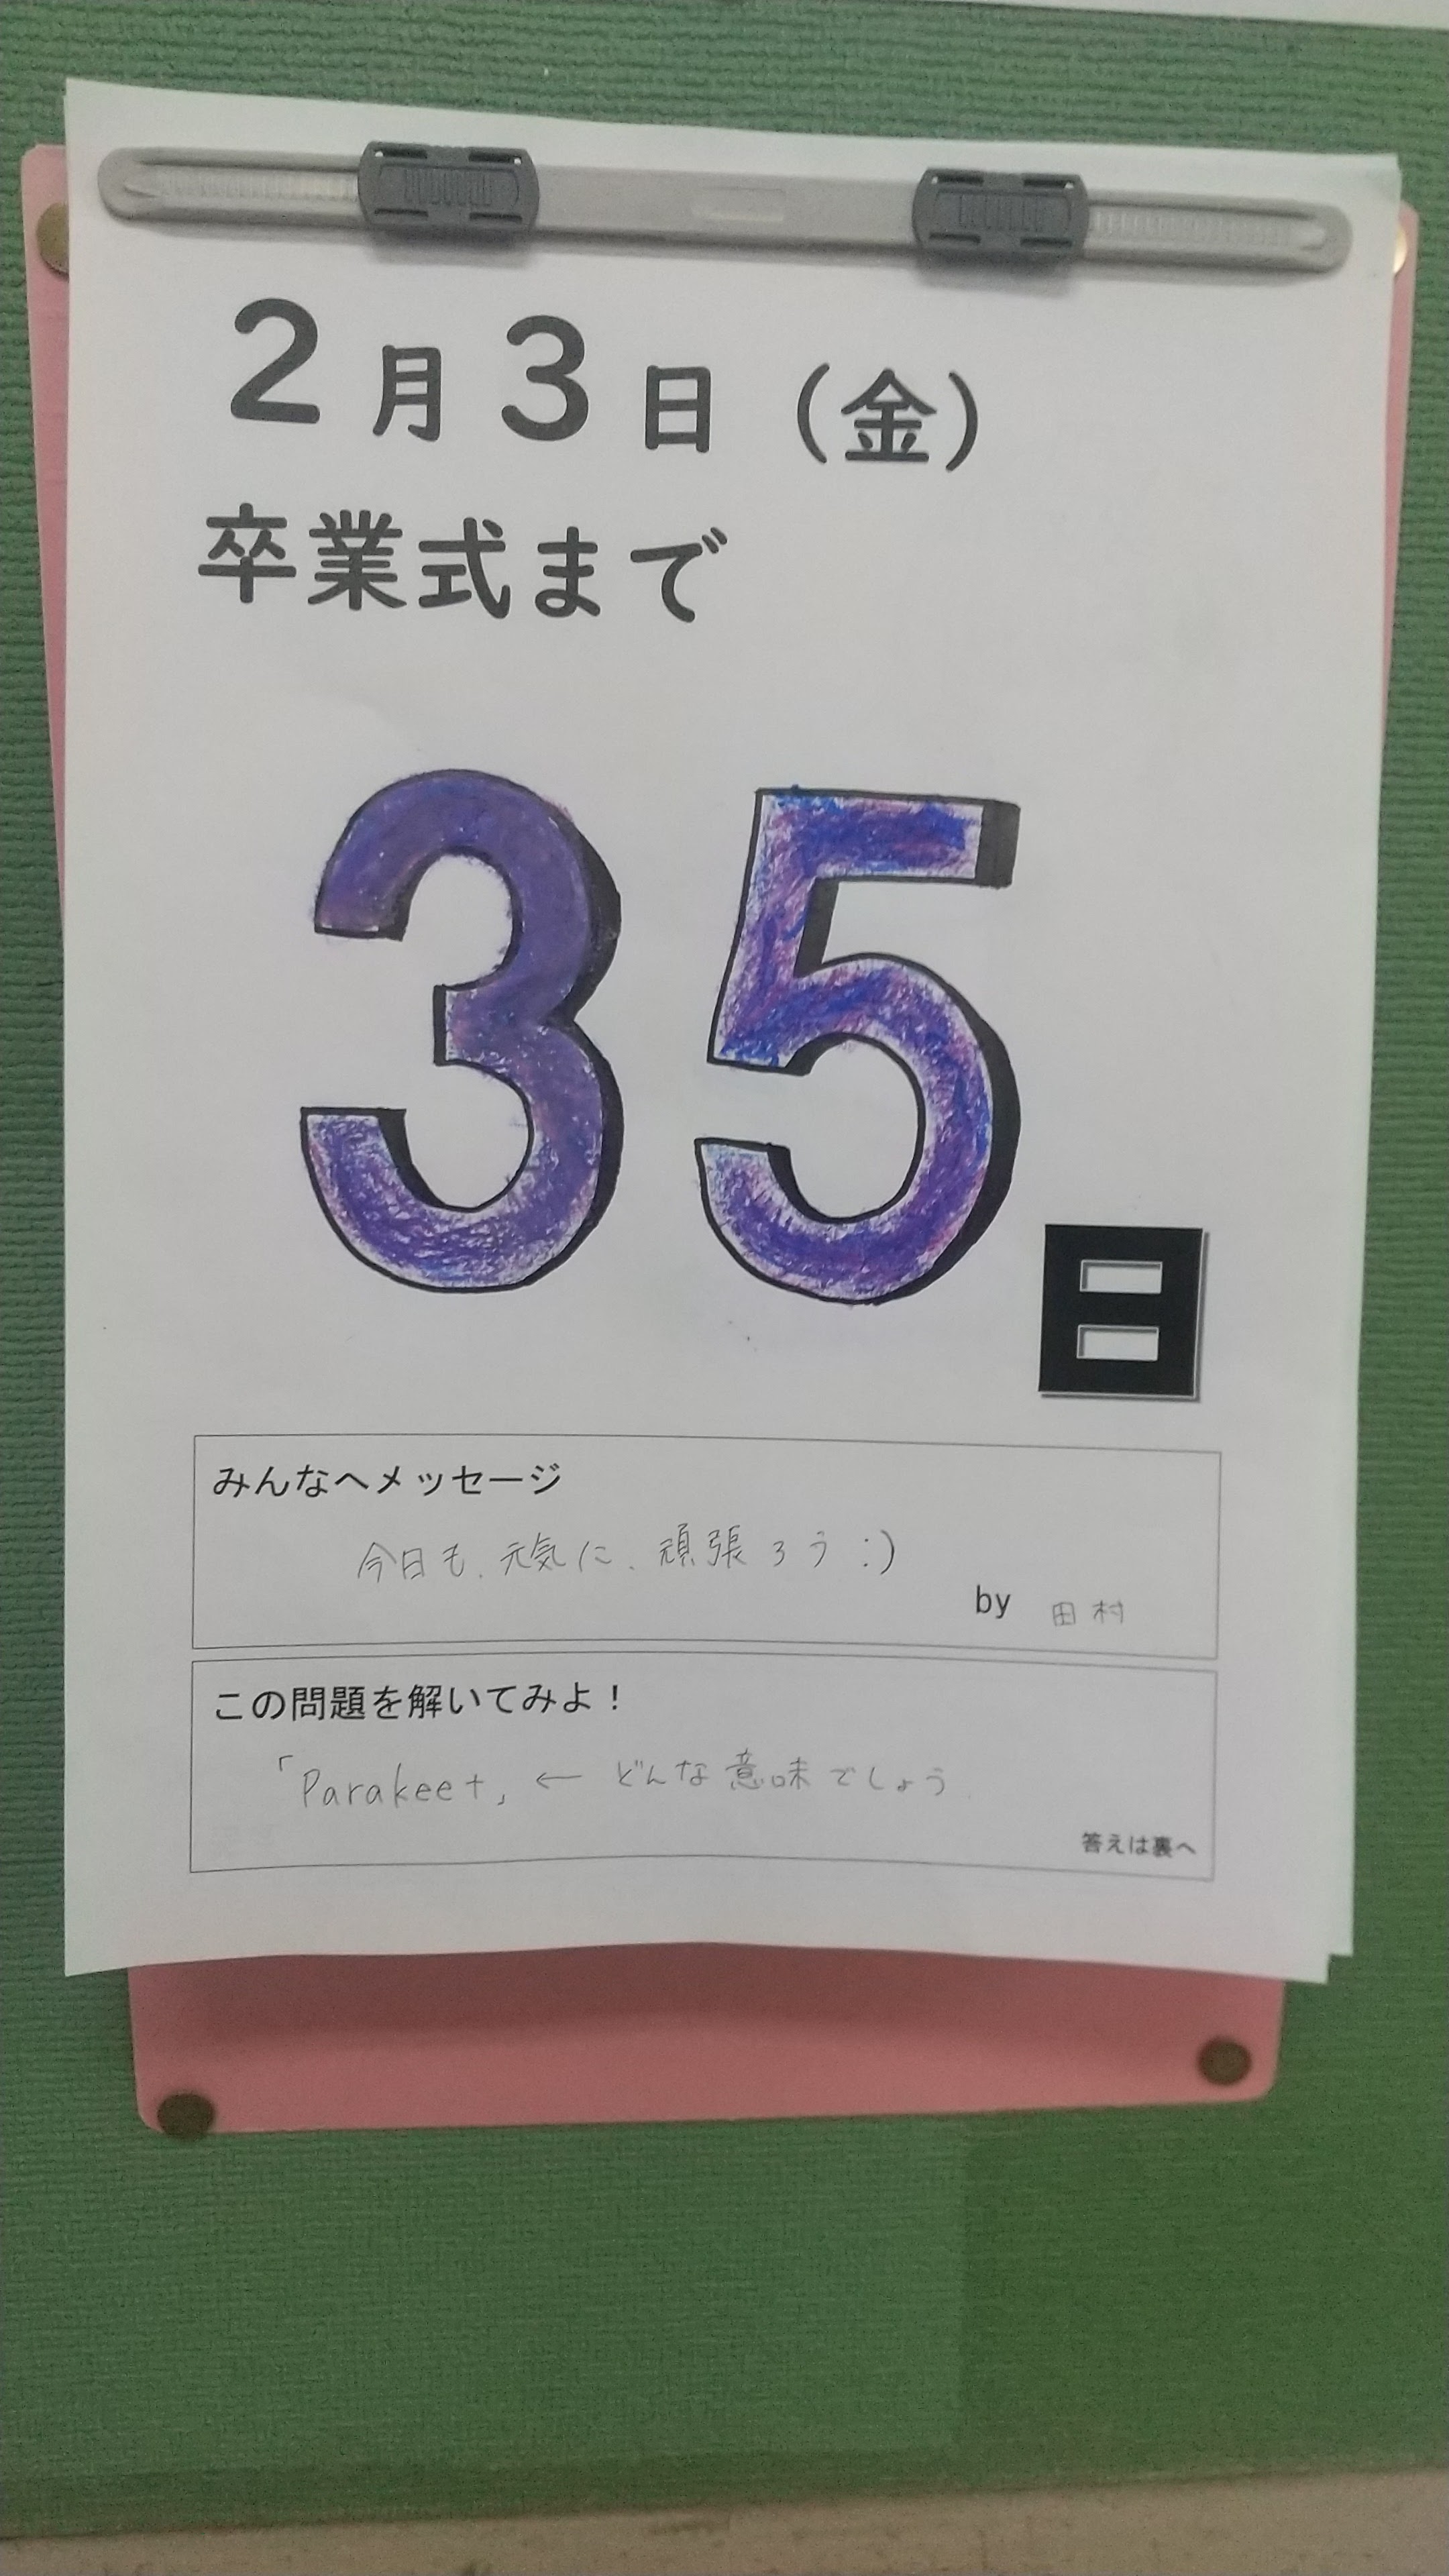 2月3日（金）
卒業式まで
35日
みんなへメッセージ
今日も、元気に、頑張ろう :)
by 田村
この問題を解いてみよ！
「Parakeet」← どんな意味でしょう
答えは裏へ